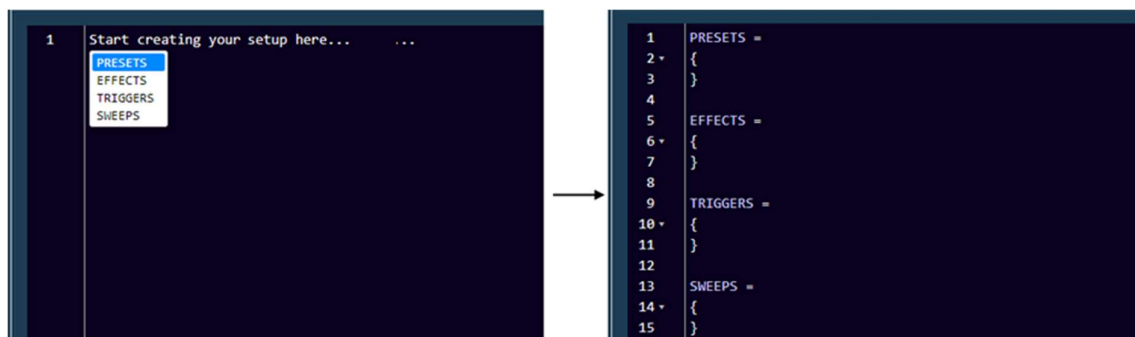 1 Start creating your setup here... ...
PRESETS
EFFECTS
TRIGGERS
SWEEPS
1 PRESETS =
2 {
3 }
4
5 EFFECTS =
6 {
7 }
8
9 TRIGGERS =
10 {
11 }
12
13 SWEEPS =
14 {
15 }